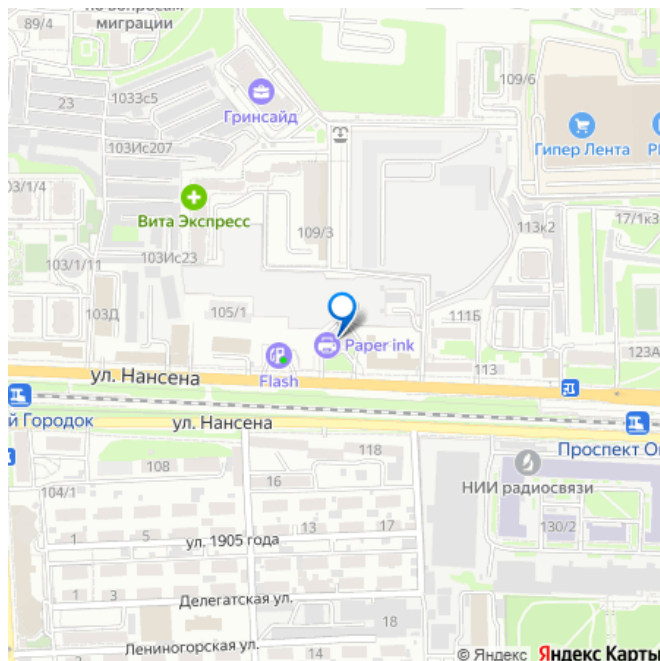 по вопросам
миграции
89/4
1033с5
23
Гринсайд
103Ис207
109/6
Гипер Лента
03/1/4
Вита Экспресс
109/3
17/1к3
113к2
103/1/11
103Ис23
103Д
105/1
111Б
Paper ink
Flash
113
123А
ул. Нансена
й Городок
ул. Нансена
Проспект О
118
108
16
НИИ радиосвязи
104/1
130/2
1
5
13
17
ул. 1905 года
1
3
Делегатская ул.
18
Лениногорская ул.
14
© Яндекс Яндекс Карты